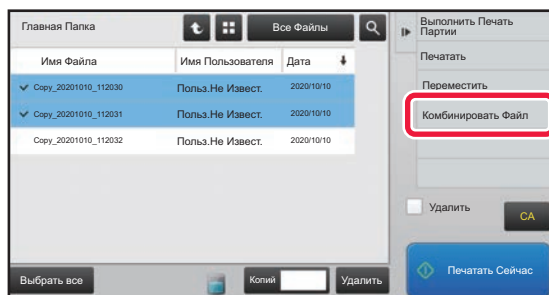 Главная Папка
Все Файлы
Имя Файла Имя Пользователя Дата
Copy_20201010_112030 Польз.Не Извест. 2020/10/10
Copy_20201010_112031 Польз.Не Извест. 2020/10/10
Copy_20201010_112032 Польз.Не Извест. 2020/10/10
Выбрать все
Копий
Удалить
Выполнить Печать
Партии
Печатать
Переместить
Комбинировать Файл
Удалить
CA
Печатать Сейчас